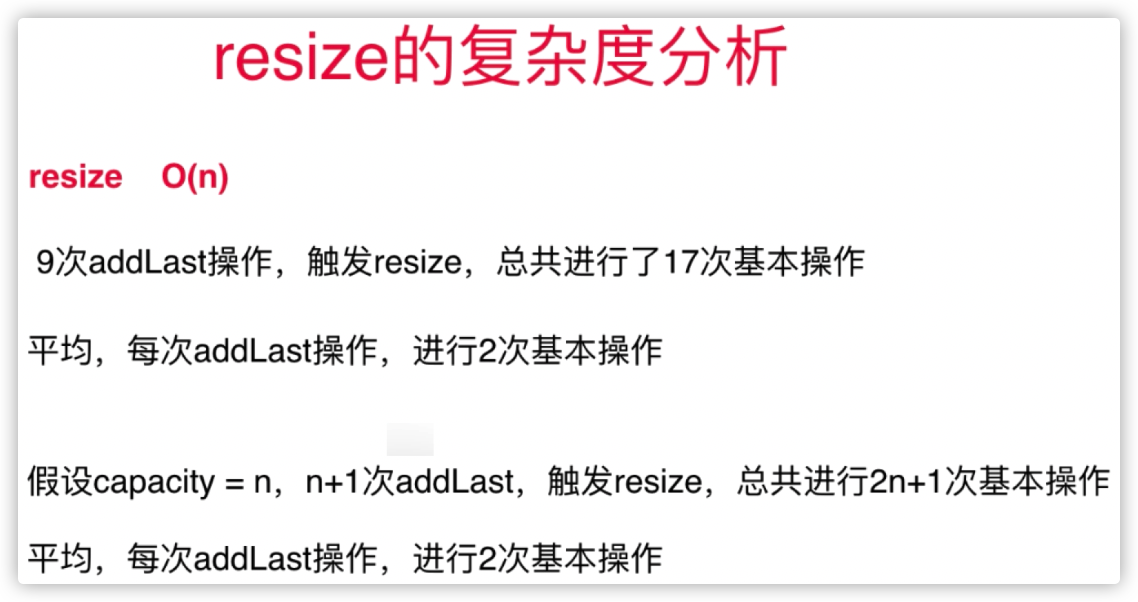 resize的复杂度分析
resize O(n)
9次addLast操作，触发resize，总共进行了17次基本操作
平均，每次addLast操作，进行2次基本操作
假设capacity = n，n+1次addLast，触发resize，总共进行2n+1次基本操作
平均，每次addLast操作，进行2次基本操作